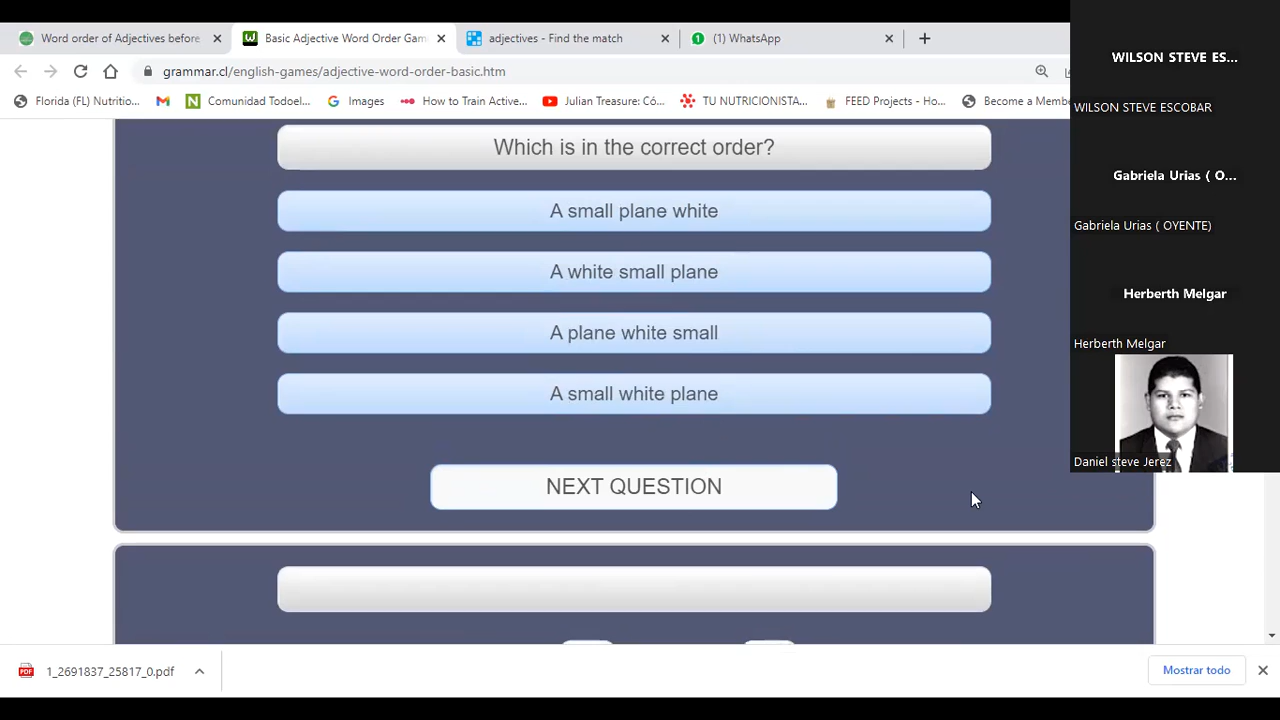 Word order of Adjectives before
Basic Adjective Word Order Gam
adjectives - Find the match
(1) WhatsApp
grammar.cl/english-games/adjective-word-order-basic.htm
Florida (FL) Nutritio...
Comunidad Todoel...
Images
How to Train Active...
Julian Treasure: Có...
TU NUTRICIONISTA...
FEED Projects - Ho...
Become a Membe
Which is in the correct order?
A small plane white
A white small plane
A plane white small
A small white plane
NEXT QUESTION
WILSON STEVE ES...
WILSON STEVE ESCOBAR
Gabriela Urias ( O...
Gabriela Urias ( OYENTE)
Herberth Melgar
Herberth Melgar
Daniel steve Jerez
1_2691837_25817_0.pdf
Mostrar todo